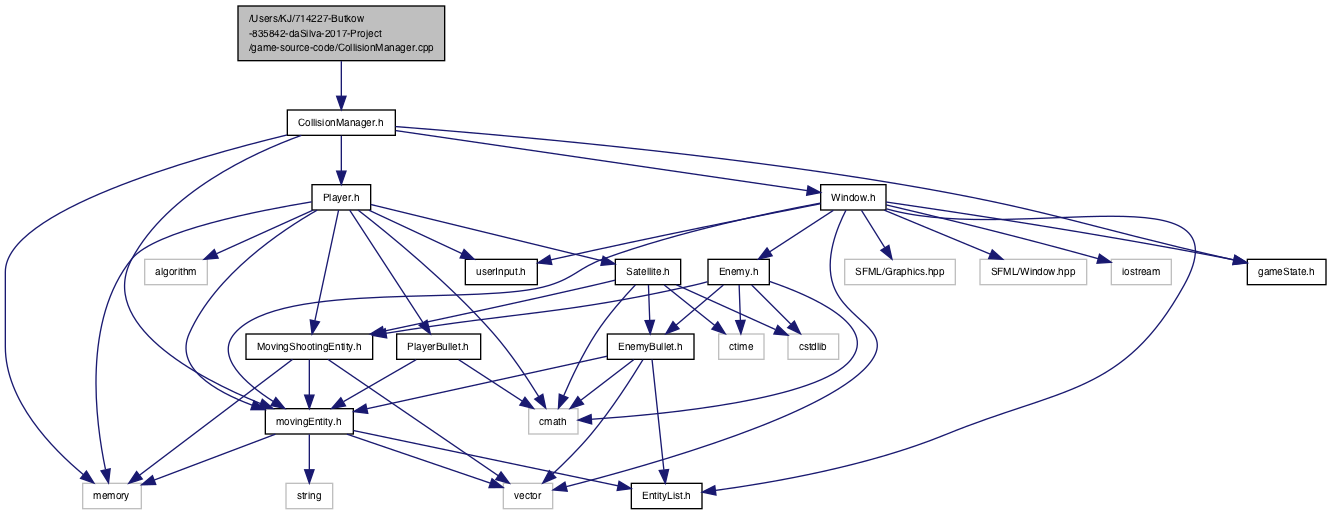 /Users/KJ/714227-Butkow
-835842-daSilva-2017-Project
/game-source-code/CollisionManager.cpp
CollisionManager.h
Player.h
Window.h
algorithm
userInput.h
Satellite.h
Enemy.h
SFML/Graphics.hpp
SFML/Window.hpp
iostream
gameState.h
MovingShootingEntity.h
PlayerBullet.h
EnemyBullet.h
ctime
cstdlib
movingEntity.h
cmath
memory
string
vector
EntityList.h